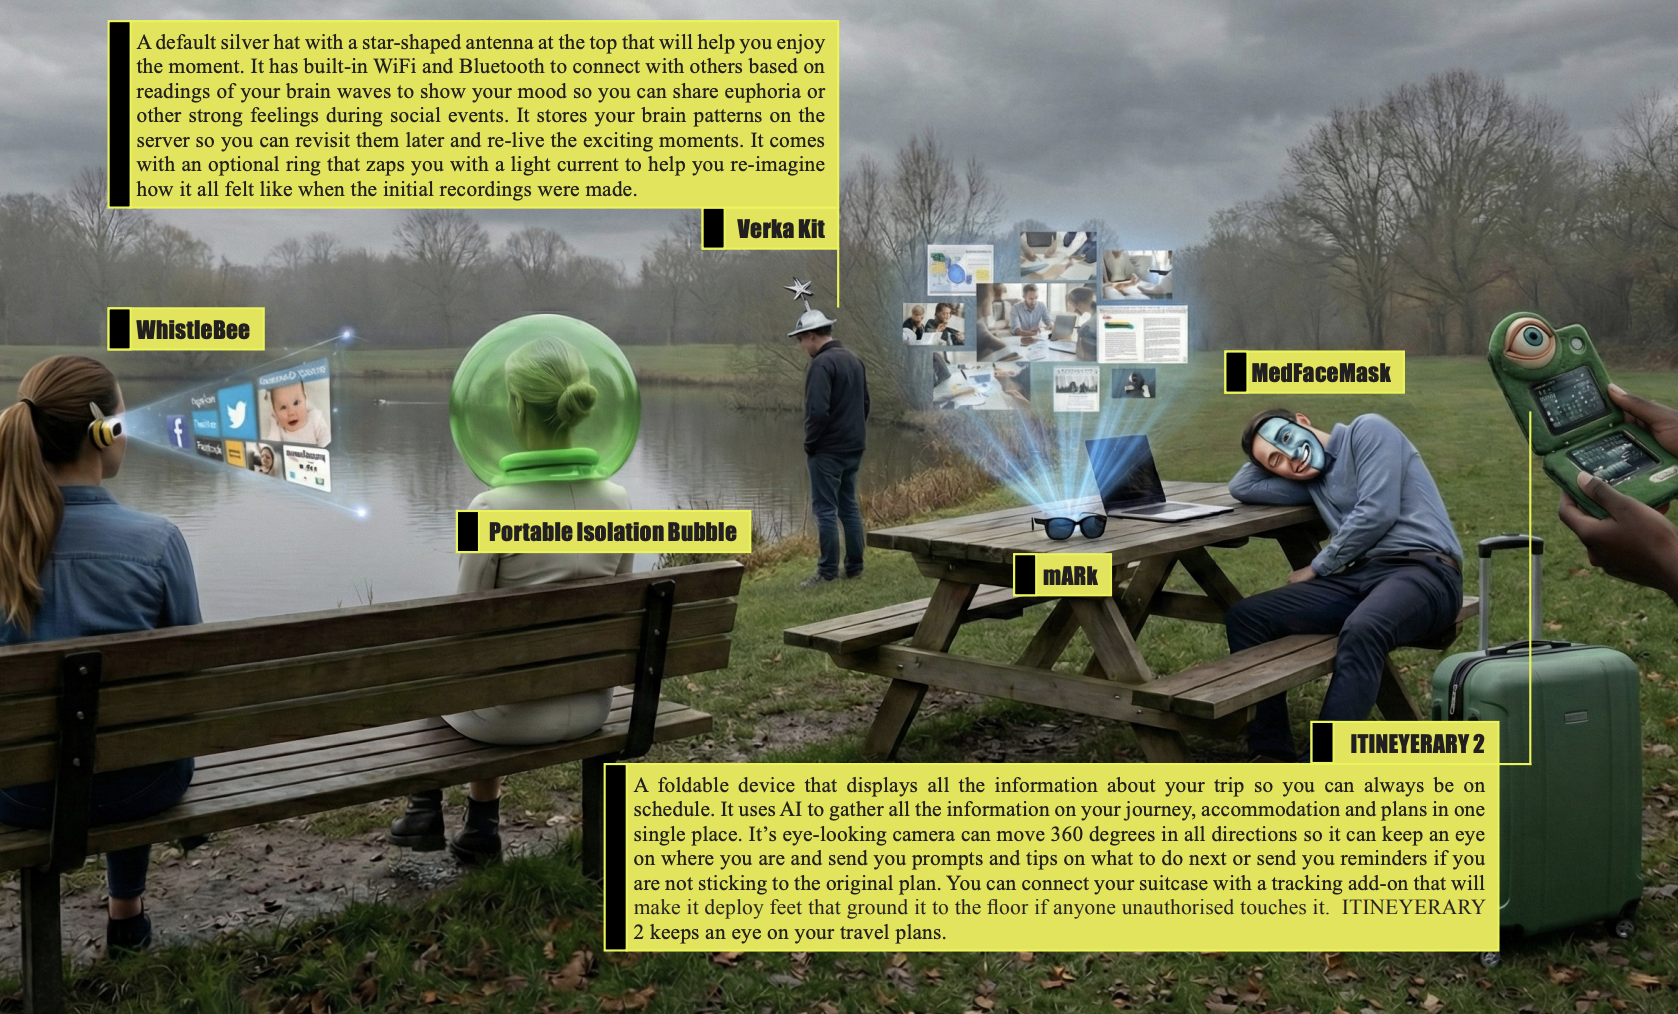 A default silver hat with a star-shaped antenna at the top that will help you enjoy
the moment. It has built-in WiFi and Bluetooth to connect with others based on
readings of your brain waves to show your mood so you can share euphoria or
other strong feelings during social events. It stores your brain patterns on the
server so you can revisit them later and re-live the exciting moments. It comes
with an optional ring that zaps you with a light current to help you re-imagine
how it all felt like when the initial recordings were made.
Verka Kit
WhistleBee
Portable Isolation Bubble
mARk
MedFaceMask
ITINEYERARY 2
A foldable device that displays all the information about your trip so you can always be on
schedule. It uses AI to gather all the information on your journey, accommodation and plans in one
single place. It’s eye-looking camera can move 360 degrees in all directions so it can keep an eye
on where you are and send you prompts and tips on what to do next or send you reminders if you
are not sticking to the original plan. You can connect your suitcase with a tracking add-on that will
make it deploy feet that ground it to the floor if anyone unauthorised touches it. ITINEYERARY
2 keeps an eye on your travel plans.